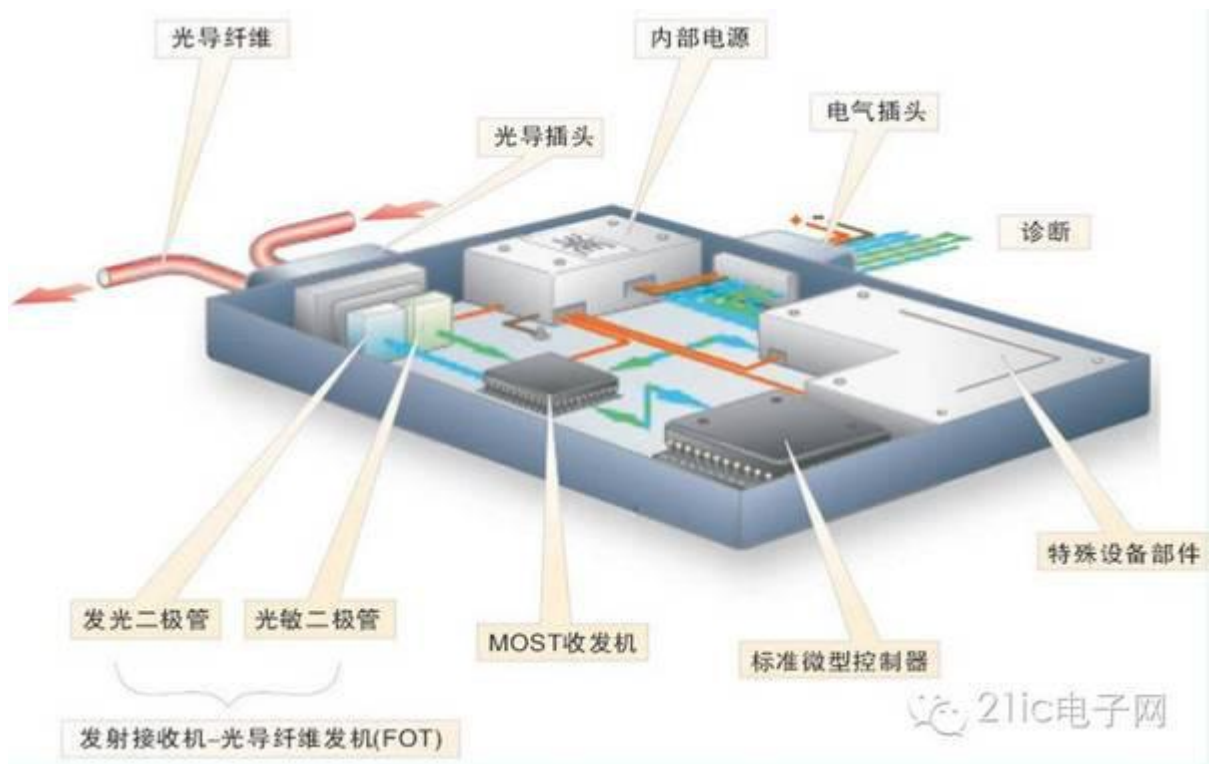 光导纤维
内部电源
电气插头
光导插头
诊断
特殊设备部件
发光二极管
光敏二极管
MOST收发机
标准微型控制器
发射接收机-光导纤维发机(FOT)
21ic电子网